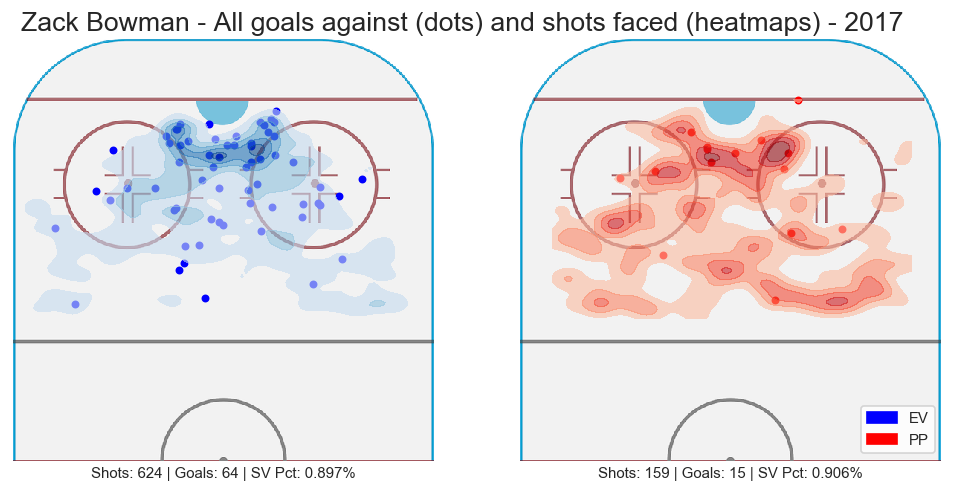 Zack Bowman - All goals against (dots) and shots faced (heatmaps) - 2017
EV
PP
Shots: 624 | Goals: 64 | SV Pct: 0.897%
Shots: 159 | Goals: 15 | SV Pct: 0.906%